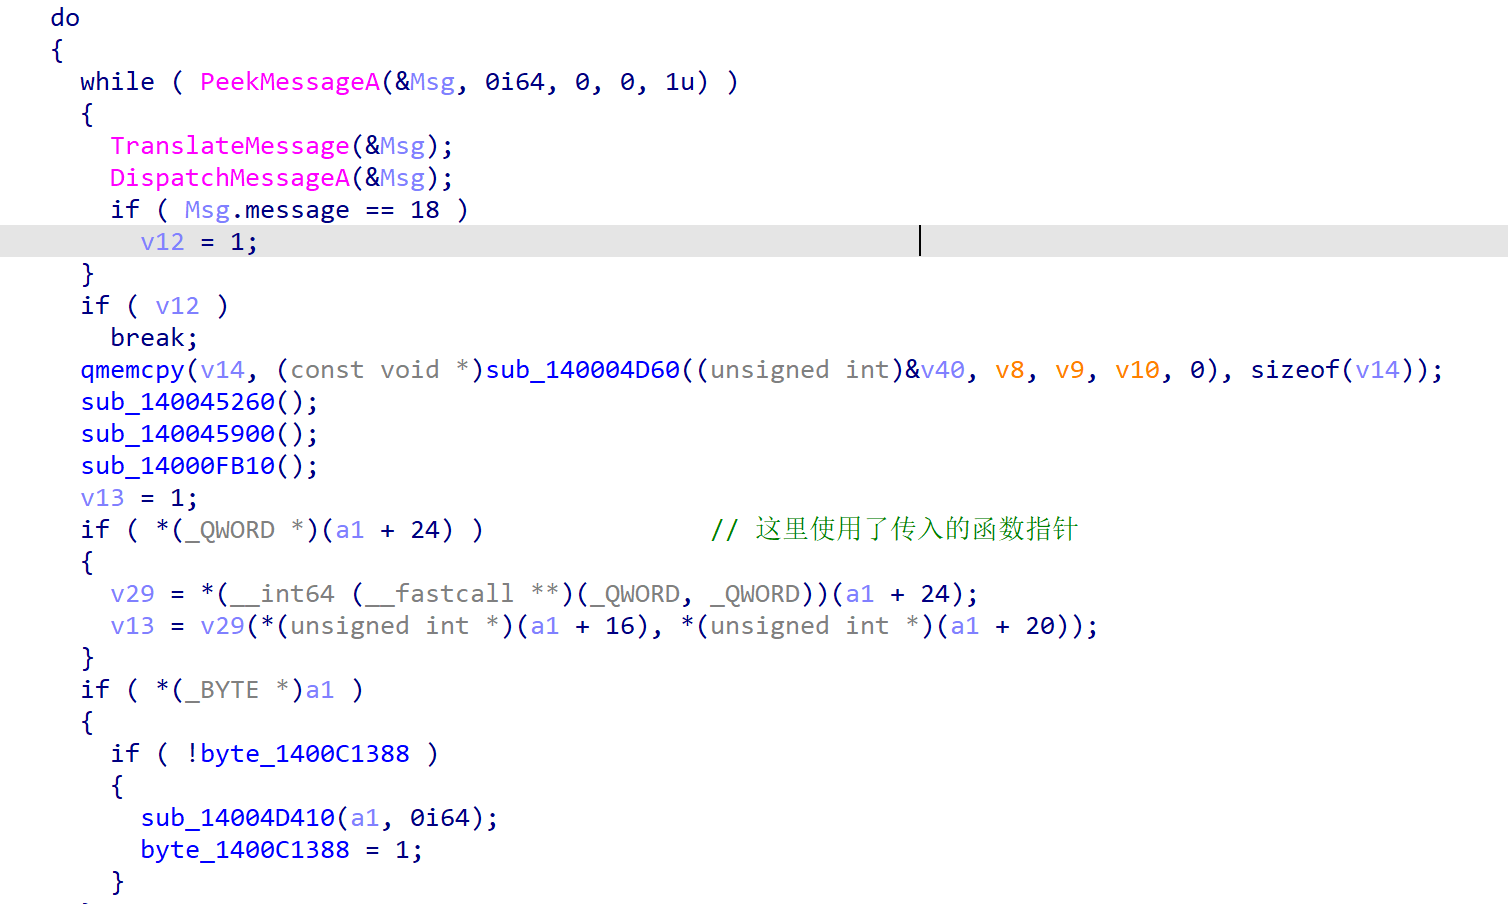 do
{
while ( PeekMessageA(&Msg, 0i64, 0, 0, 1u) )
{
TranslateMessage(&Msg);
DispatchMessageA(&Msg);
if ( Msg.message == 18 )
v12 = 1;
}
if ( v12 )
break;
qmemcpy(v14, (const void *)sub_140004D60((unsigned int)&v40, v8, v9, v10, 0), sizeof(v14));
sub_140045260();
sub_140045900();
sub_14000FB10();
v13 = 1;
if ( *(_QWORD *)(a1 + 24) ) // 这里使用了传入的函数指针
{
v29 = *(__int64 (__fastcall **)(_QWORD, _QWORD))(a1 + 24);
v13 = v29(*(unsigned int *)(a1 + 16), *(unsigned int *)(a1 + 20));
}
if ( *(_BYTE *)a1 )
{
if ( !byte_1400C1388 )
{
sub_14004D410(a1, 0i64);
byte_1400C1388 = 1;
}